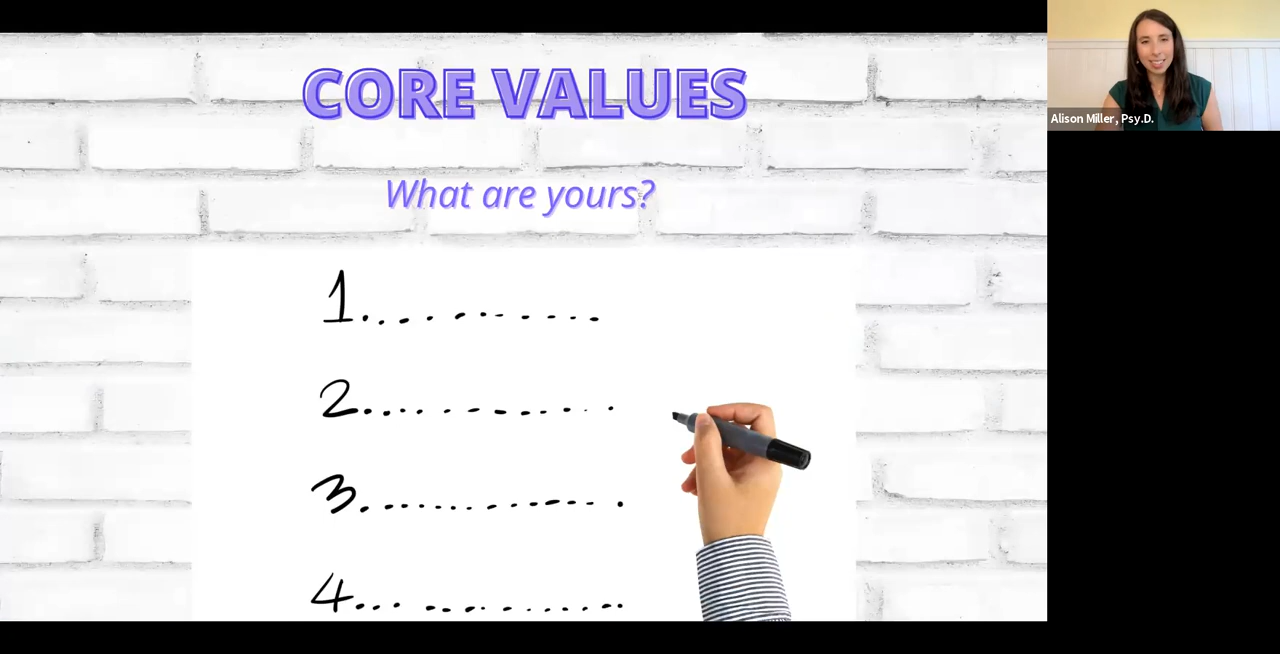 CORE VALUES
What are yours?
1..........
2...........
3.............
4............
Alison Miller, Psy.D.